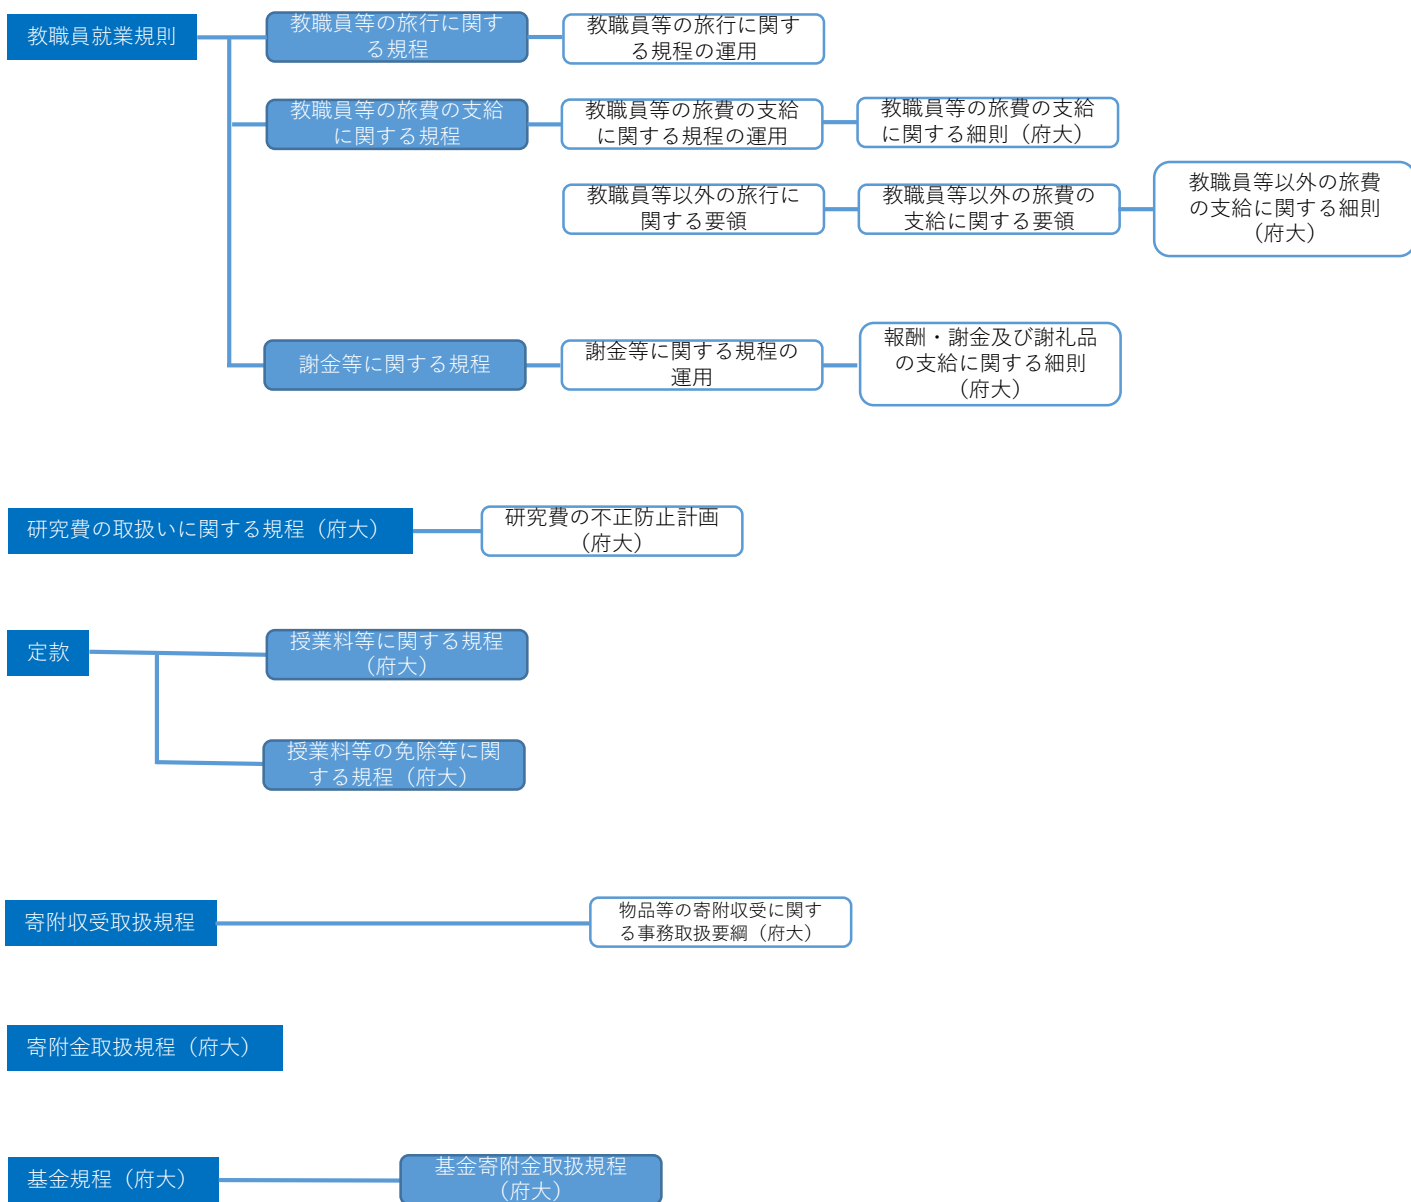 教職員就業規則
教職員等の旅行に関す
る規程
教職員等の旅行に関す
る規程の運用
教職員等の旅費の支給
に関する規程
教職員等の旅費の支給
に関する規程の運用
教職員等の旅費の支給
に関する細則（府大）
教職員等以外の旅行に
関する要領
教職員等以外の旅費の
支給に関する要領
教職員等以外の旅費
の支給に関する細則
（府大）
謝金等に関する規程
謝金等に関する規程の
運用
報酬・謝金及び謝礼品
の支給に関する細則
（府大）
研究費の取扱いに関する規程（府大）
研究費の不正防止計画
（府大）
定款
授業料等に関する規程
（府大）
授業料等の免除等に関
する規程（府大）
寄附収受取扱規程
物品等の寄附収受に関す
る事務取扱要綱（府大）
寄附金取扱規程（府大）
基金規程（府大）
基金寄附金取扱規程
（府大）